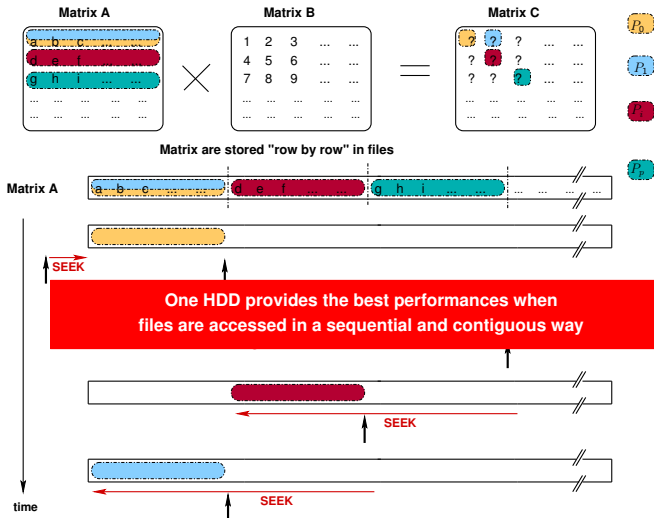 Matrix A
Matrix B
Matrix C
a b c ... ...
d e f ... ...
g h i ... ...
... ... ... ... ...
... ... ... ... ...
1 2 3 ... ...
4 5 6 ... ...
7 8 9 ... ...
... ... ... ... ...
... ... ... ... ...
? ? ? ... ...
? ? ? ... ...
? ? ? ... ...
... ... ... ... ...
... ... ... ... ...
P0
P1
Pp
Matrix are stored "row by row" in files
Matrix A
a b c ... ... d e f ... ... g h i ... ... ... ... ... ... ...
SEEK
One HDD provides the best performances when
files are accessed in a sequential and contiguous way
SEEK
SEEK
time